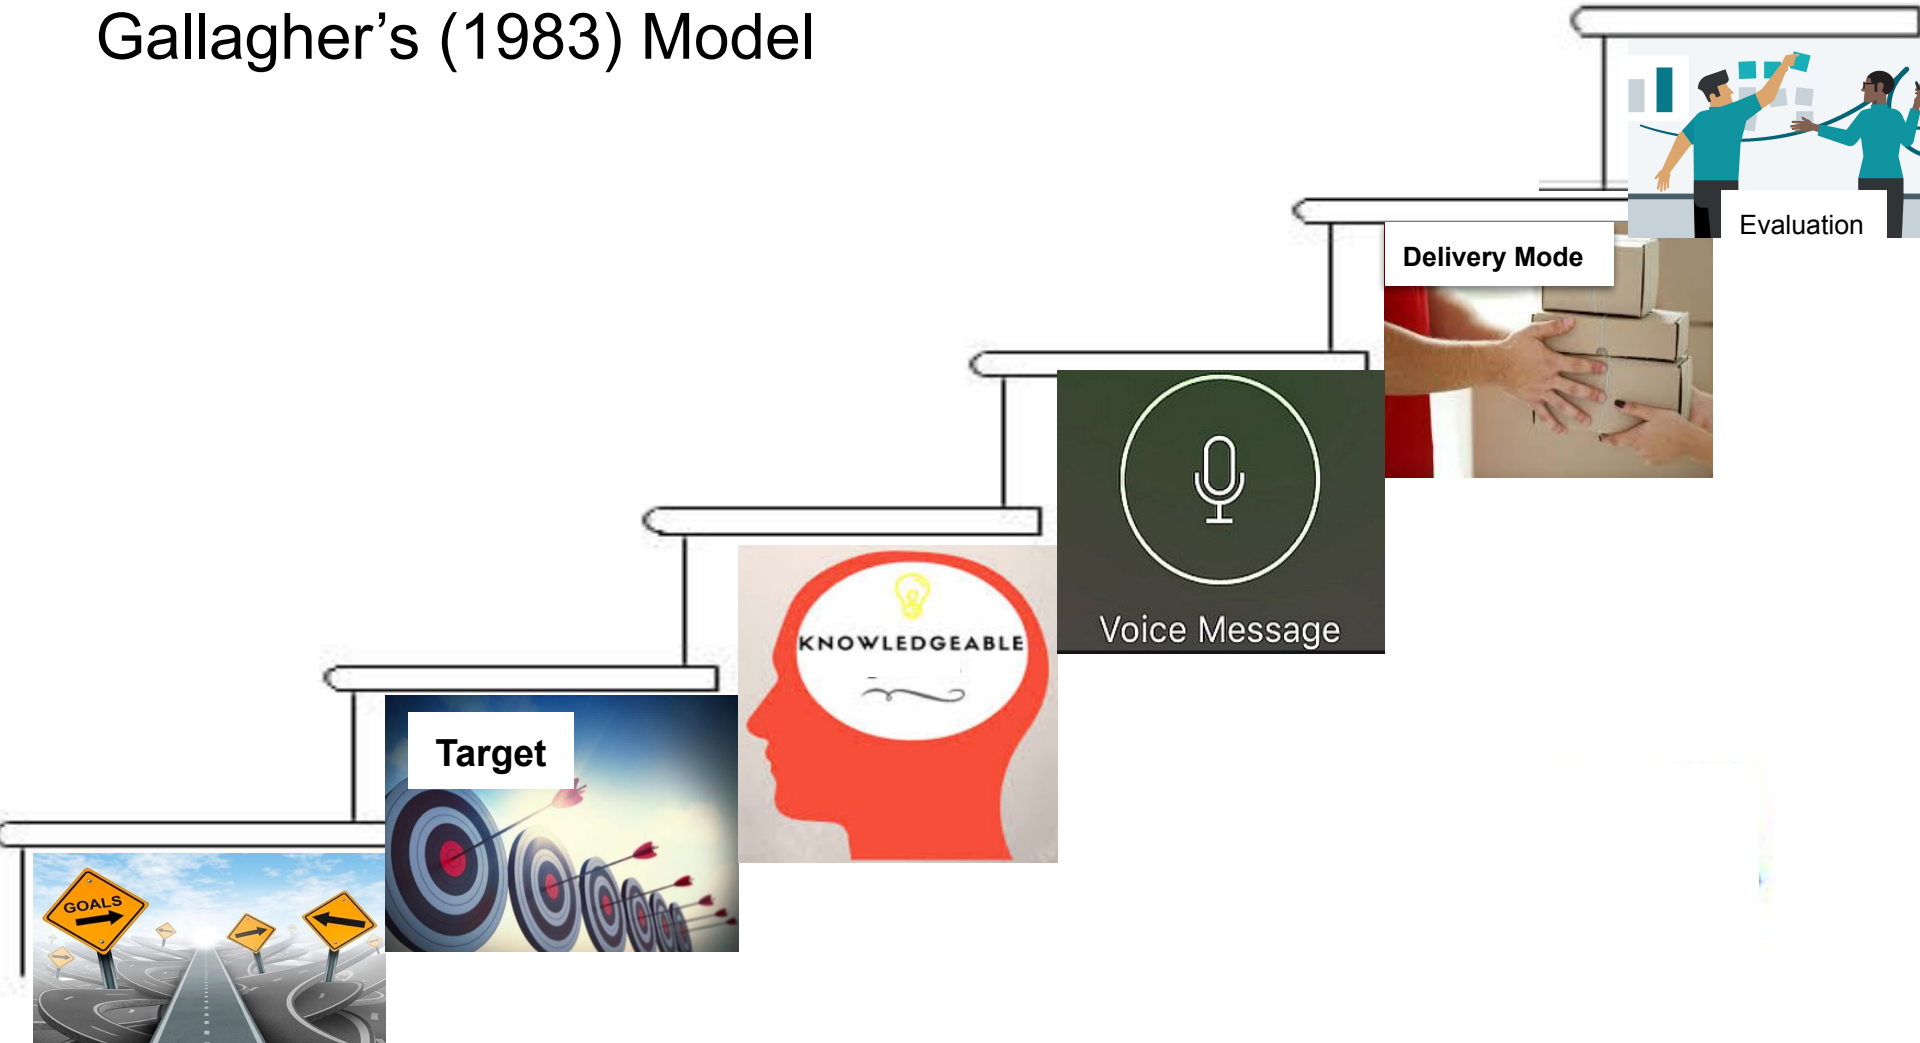 Gallagher’s (1983) Model
Evaluation
Delivery Mode
Voice Message
KNOWLEDGEABLE
Target
GOALS